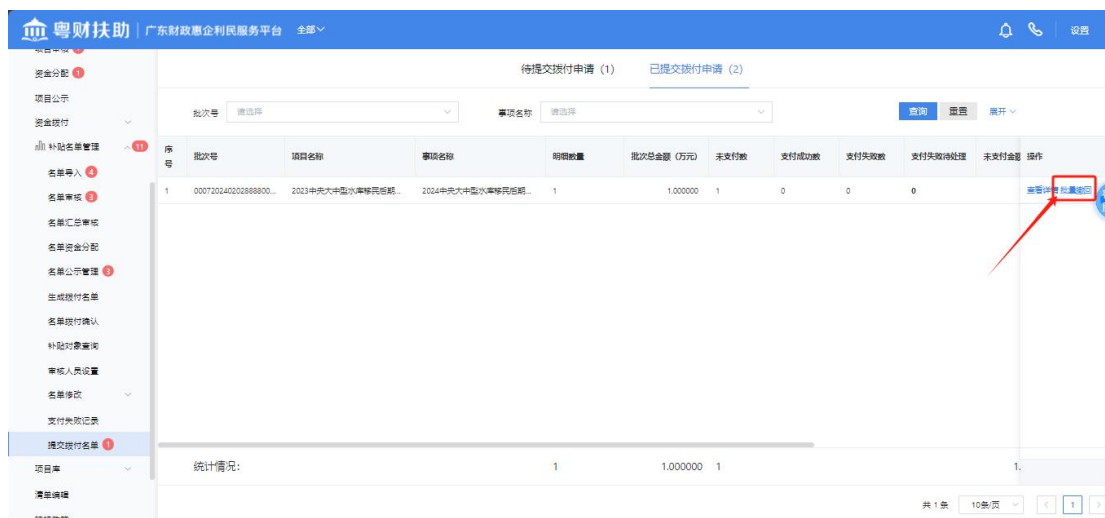 粤财扶助 广东财政惠企利民服务平台 全部 设置
资金分配 1
项目公示
资金拨付
补贴名单管理 11
名单导入 4
名单审核 3
名单汇总审核
名单资金分配
名单公示管理 3
生成拨付名单
名单拨付确认
补贴对象查询
审核人员设置
名单修改
支付失败记录
提交拨付名单 1
项目库
清单编辑
待提交拨付申请 (1) 已提交拨付申请 (2)
批次号 请选择 事项名称 请选择 查询 重置 展开
序号 批次号 项目名称 事项名称 明细数量 批次总金额 (万元) 未支付数 支付成功数 支付失败数 支付失败待处理 未支付金额 操作
1 000720240202888800... 2023中央大中型水库移民后期... 2024中央大中型水库移民后期... 1 1.000000 1 0 0 0 查看详情 批量撤回
统计情况: 1 1.000000 1 1.
共 1 条 10条/页 1